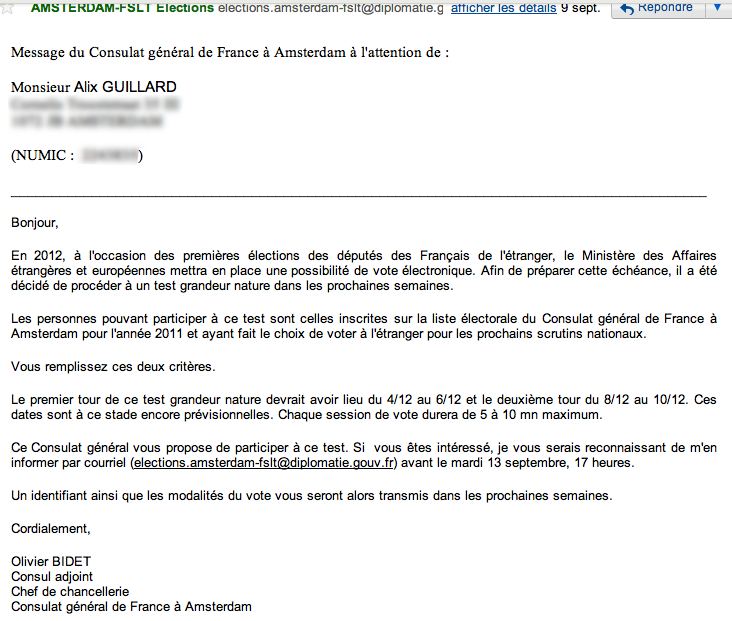 AMSTERDAM-FSLT Elections elections.amsterdam-fslt@diplomatie.g afficher les détails 9 sept. Répondre
Message du Consulat général de France à Amsterdam à l'attention de :
Monsieur Alix GUILLARD
(NUMIC : )
Bonjour,
En 2012, à l'occasion des premières élections des députés des Français de l'étranger, le Ministère des Affaires
étrangères et européennes mettra en place une possibilité de vote électronique. Afin de préparer cette échéance, il a été
décidé de procéder à un test grandeur nature dans les prochaines semaines.
Les personnes pouvant participer à ce test sont celles inscrites sur la liste électorale du Consulat général de France à
Amsterdam pour l'année 2011 et ayant fait le choix de voter à l'étranger pour les prochains scrutins nationaux.
Vous remplissez ces deux critères.
Le premier tour de ce test grandeur nature devrait avoir lieu du 4/12 au 6/12 et le deuxième tour du 8/12 au 10/12. Ces
dates sont à ce stade encore prévisionnelles. Chaque session de vote durera de 5 à 10 mn maximum.
Ce Consulat général vous propose de participer à ce test. Si vous êtes intéressé, je vous serais reconnaissant de m'en
informer par courriel (elections.amsterdam-fslt@diplomatie.gouv.fr) avant le mardi 13 septembre, 17 heures.
Un identifiant ainsi que les modalités du vote vous seront alors transmis dans les prochaines semaines.
Cordialement,
Olivier BIDET
Consul adjoint
Chef de chancellerie
Consulat général de France à Amsterdam